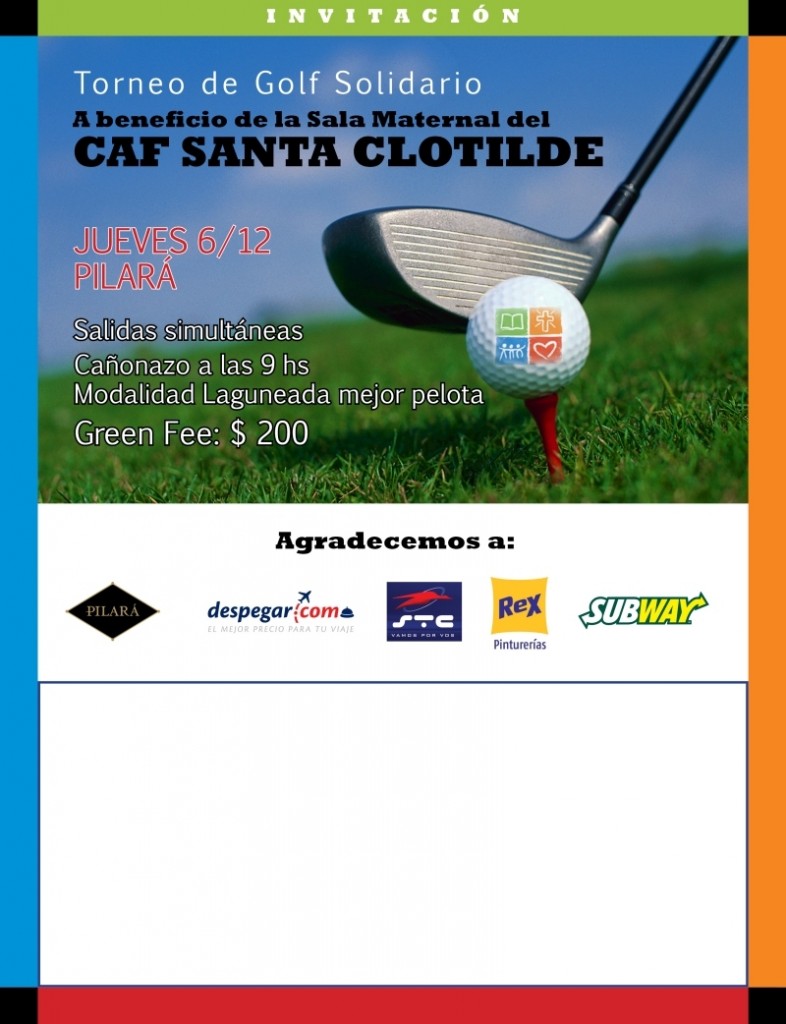 INVITACIÓN
Torneo de Golf Solidario
A beneficio de la Sala Maternal del
CAF SANTA CLOTILDE
JUEVES 6/12
PILARÁ
Salidas simultáneas
Cañonazo a las 9 hs
Modalidad Laguneada mejor pelota
Green Fee: $ 200
Agradecemos a:
PILARÁ
despegar.com
EL MEJOR PRECIO PARA TU VIAJE
STC
VAMOS POR VOS
Rex
Pinturerías
SUBWAY